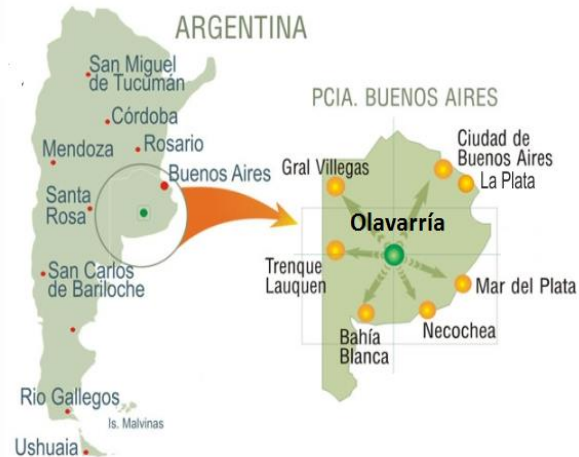 ARGENTINA
San Miguel
de Tucumán
Córdoba
Rosario
Mendoza
Buenos Aires
Santa
Rosa
San Carlos
de Bariloche
Rio Gallegos
Is. Malvinas
Ushuaia
PCIA. BUENOS AIRES
Ciudad de
Buenos Aires
Gral Villegas
La Plata
Olavarría
Trenque
Lauquen
Mar del Plata
Necochea
Bahía
Blanca